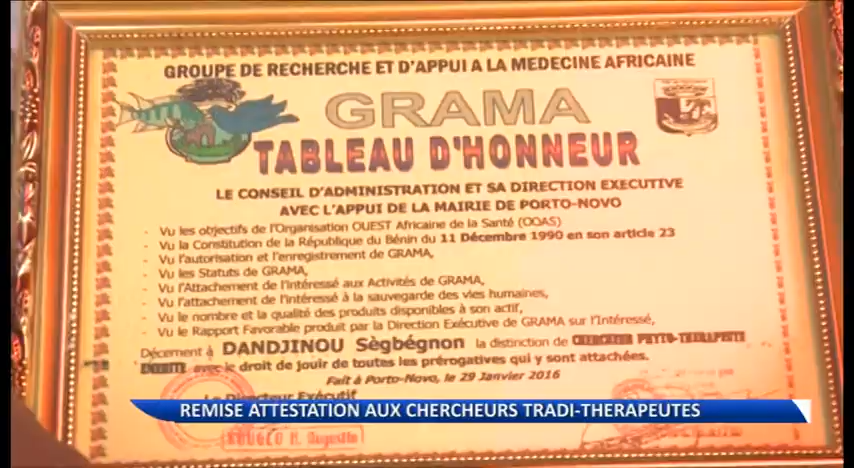 GROUPE DE RECHERCHE ET D'APPUI A LA MEDECINE AFRICAINE
GRAMA
TABLEAU D'HONNEUR
LE CONSEIL D'ADMINISTRATION ET SA DIRECTION EXECUTIVE
AVEC L'APPUI DE LA MAIRIE DE PORTO-NOVO
- Vu les objectifs de l'Organisation OUEST Africaine de la Santé (OOAS)
- Vu la Constitution de la République du Bénin du 11 Décembre 1990 en son article 23
- Vu l'autorisation et l'enregistrement de GRAMA,
- Vu les Statuts de GRAMA,
- Vu l'Attachement de l'Intéressé aux Activités de GRAMA,
- Vu l'attachement de l'Intéressé à la sauvegarde des vies humaines,
- Vu le nombre et la qualité des produits disponibles à son actif,
- Vu le Rapport Favorable produit par la Direction Exécutive de GRAMA sur l'Intéressé,
Décernent à DANDJINOU Sègbégnon la distinction de CHERCHEUR PHYTO-THERAPISTE
EMERITE avec le droit de jouir de toutes les prérogatives qui y sont attachées.
Fait à Porto-Novo, le 29 Janvier 2016
Le Directeur Exécutif
REMISE ATTESTATION AUX CHERCHEURS TRADI-THERAPEUTES